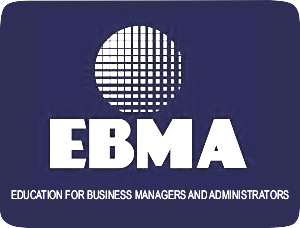 EBMA
EDUCATION FOR BUSINESS MANAGERS AND ADMINISTRATORS